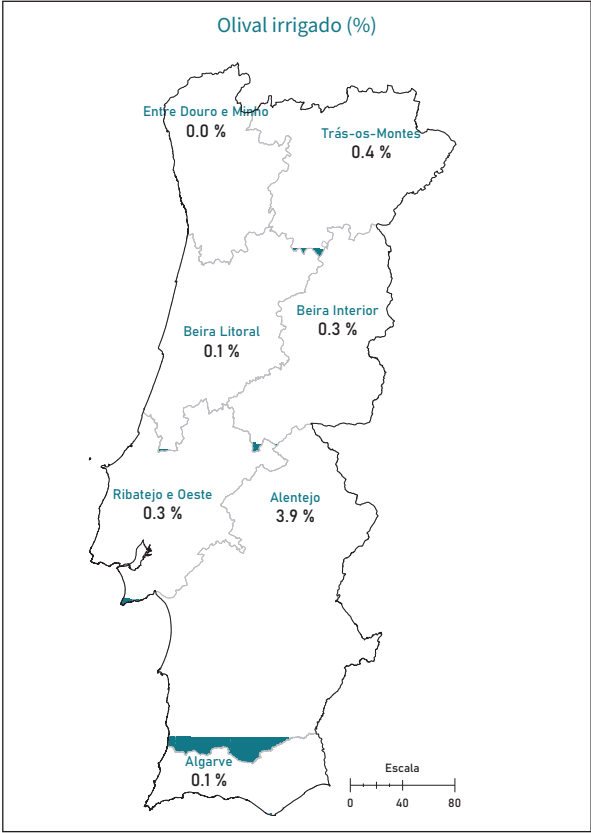 Olival irrigado (%)
Entre Douro e Minho
0.0 %
Trás-os-Montes
0.4 %
Beira Interior
0.3 %
Beira Litoral
0.1 %
Ribatejo e Oeste
0.3 %
Alentejo
3.9 %
Algarve
0.1 %
Escala
0 40 80